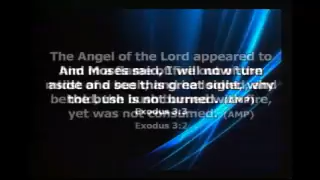 The Angel of the Lord appeared to
And Moses said, I will now turn
aside and see this great sight, why
the bush is not burned. (AMP)
Exodus 3:3
yet was not consumed. (AMP)
Exodus 3:2